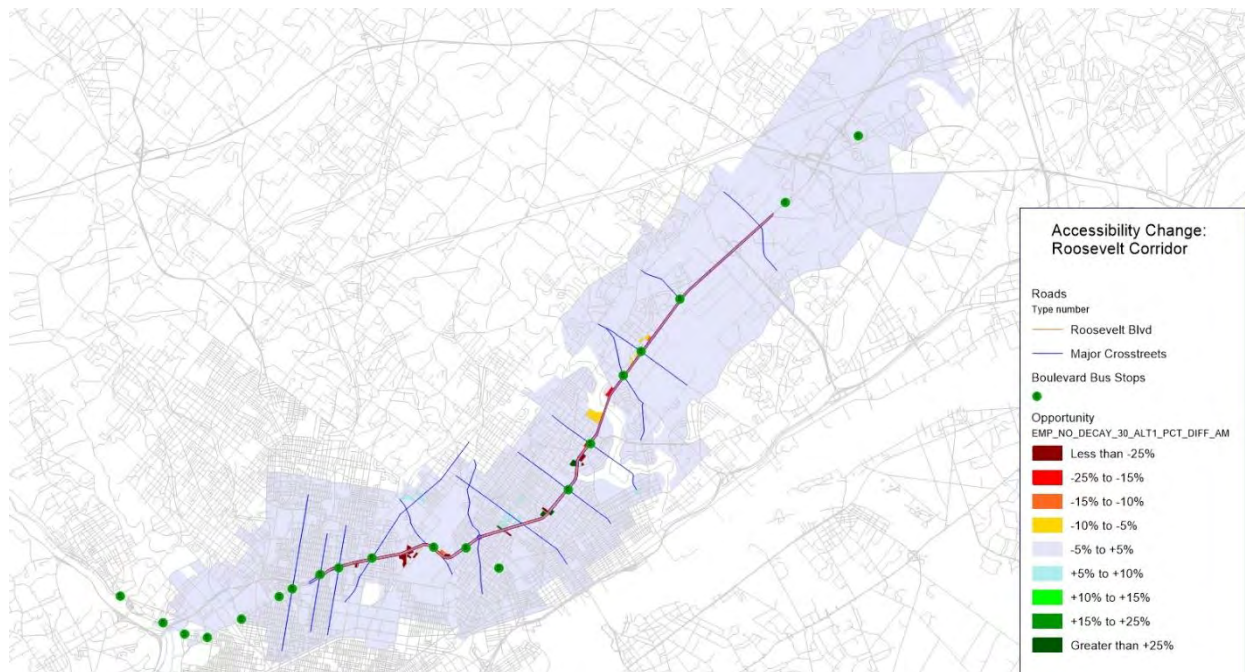 Accessibility Change:
Roosevelt Corridor
Roads
Type number
Roosevelt Blvd
Major Crosstreets
Boulevard Bus Stops
Opportunity
EMP_NO_DECAY_30_ALT1_PCT_DIFF_AM
Less than -25%
-25% to -15%
-15% to -10%
-10% to -5%
-5% to +5%
+5% to +10%
+10% to +15%
+15% to +25%
Greater than +25%